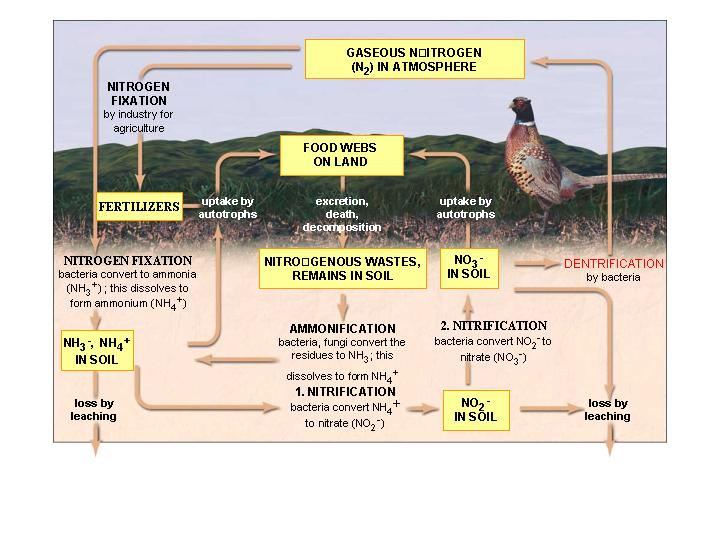 GASEOUS N□ITROGEN
(N2) IN ATMOSPHERE
NITROGEN
FIXATION
by industry for
agriculture
FOOD WEBS
ON LAND
FERTILIZERS
uptake by
autotrophs
excretion,
death,
decomposition
uptake by
autotrophs
NITROGEN FIXATION
bacteria convert to ammonia
(NH3+) ; this dissolves to
form ammonium (NH4+)
NITRO□GENOUS WASTES,
REMAINS IN SOIL
NO3-
IN SOIL
DENTRIFICATION
by bacteria
NH3-, NH4+
IN SOIL
AMMONIFICATION
bacteria, fungi convert the
residues to NH3 ; this
dissolves to form NH4+
2. NITRIFICATION
bacteria convert NO2- to
nitrate (NO3-)
loss by
leaching
1. NITRIFICATION
bacteria convert NH4+
to nitrate (NO2-)
NO2-
IN SOIL
loss by
leaching